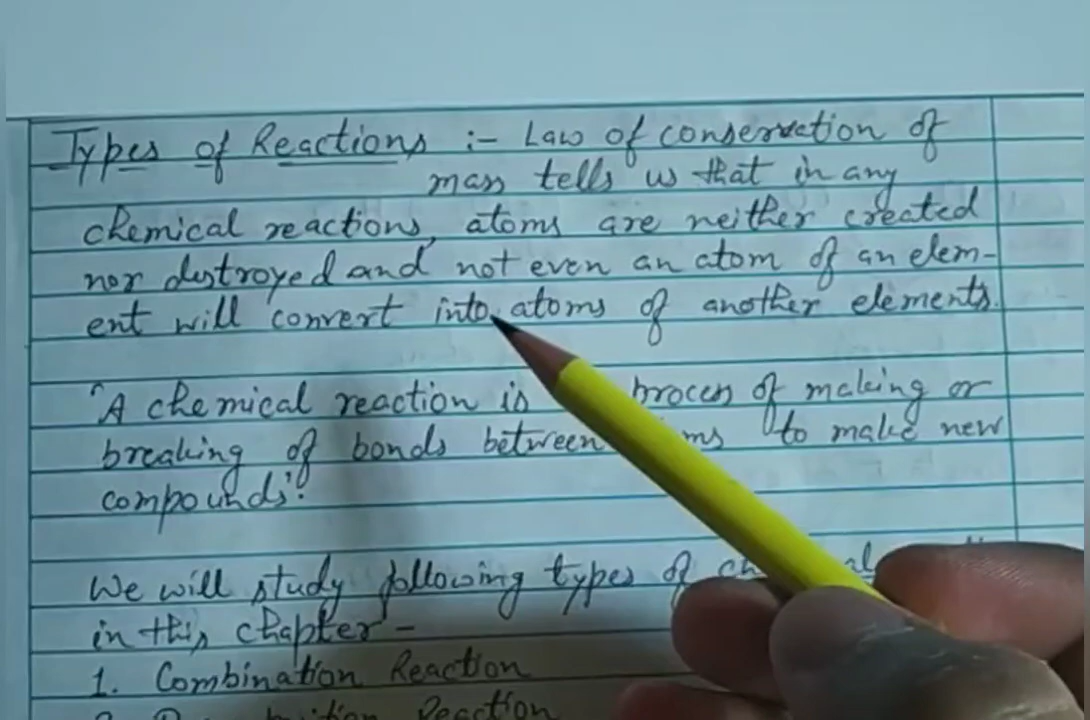 Types of Reactions :- Law of conservation of
mass tells us that in any
chemical reactions, atoms are neither created
nor destroyed and not even an atom of an elem-
ent will convert into atoms of another elements.
"A chemical reaction is process of making or
breaking of bonds between to make new
compounds".
We will study following types of
in this chapter -
1. Combination Reaction
Reaction